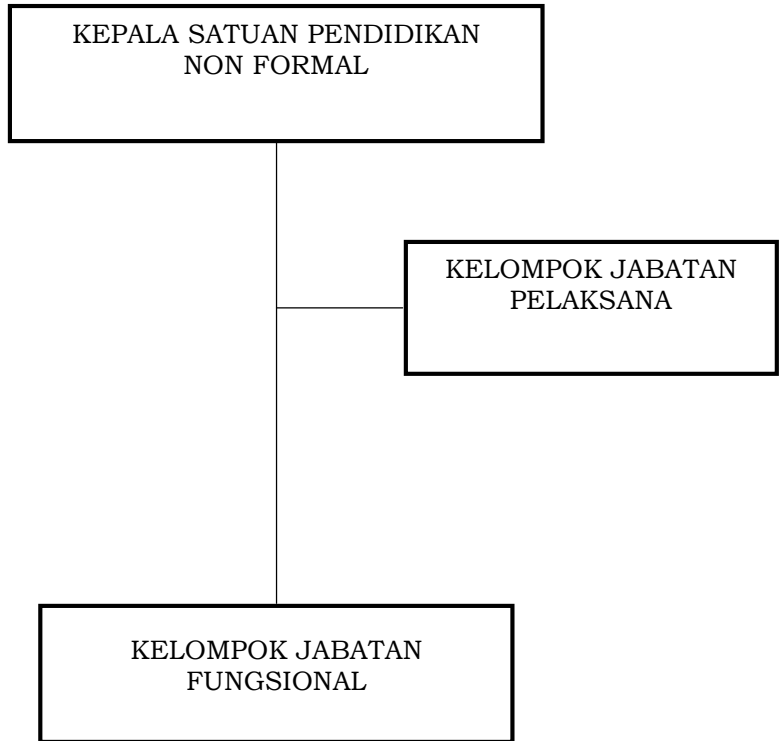 KEPALA SATUAN PENDIDIKAN
NON FORMAL
KELOMPOK JABATAN
PELAKSANA
KELOMPOK JABATAN
FUNGSIONAL